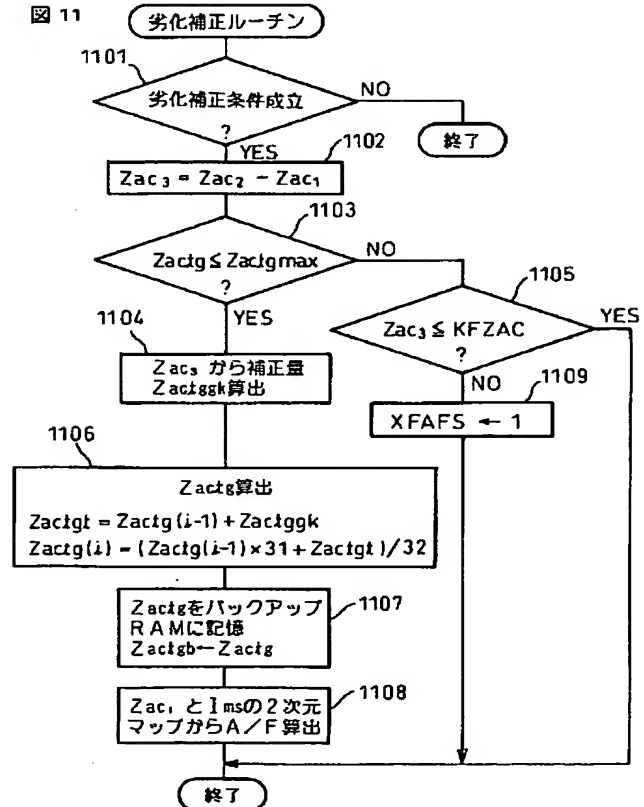 図 11
劣化補正ルーチン
1101
劣化補正条件成立
?
NO
終了
YES
1102
Zac₃ = Zac₂ − Zac₁
1103
Zactg ≦ Zactgmax
?
NO
YES
1105
Zac₃ ≦ KFZAC
?
YES
NO
1104
Zac₃ から補正量
Zactggk算出
1109
XFAFS ← 1
1106
Zactg算出
Zactgt = Zactg(i-1) + Zactggk
Zactg(i) = (Zactg(i-1)×31 + Zactgt)/32
1107
Zactgをバックアップ
RAMに記憶
Zactgb←Zactg
1108
Zac₁ と Imsの2次元
マップからA/F算出
終了